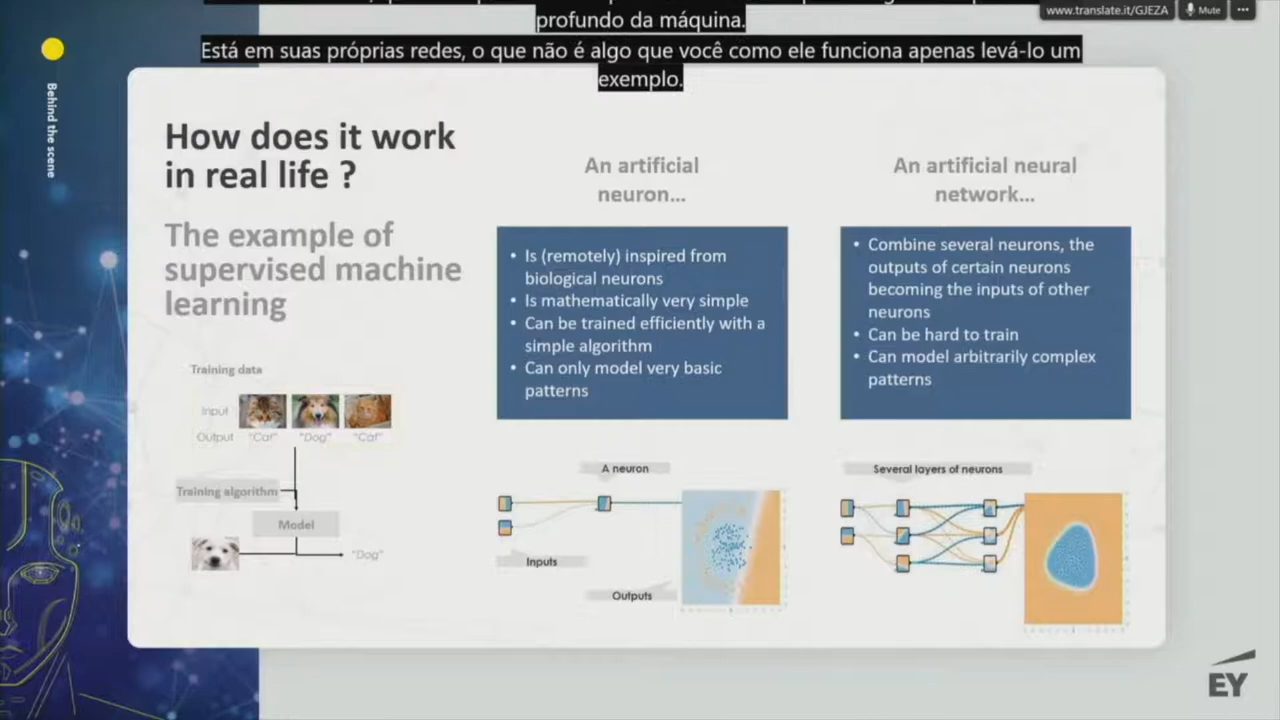 profundo da máquina.
Está em suas próprias redes, o que não é algo que você como ele funciona apenas levá-lo um
exemplo.
www.translate.it/GJEZA
Mute
Behind the scene
How does it work
in real life ?
The example of
supervised machine
learning
Training data
Input
Output "Cat" "Dog" "Cat"
Training algorithm
Model
"Dog"
An artificial
neuron...
• Is (remotely) inspired from
biological neurons
• Is mathematically very simple
• Can be trained efficiently with a
simple algorithm
• Can only model very basic
patterns
A neuron
Inputs
Outputs
An artificial neural
network...
• Combine several neurons, the
outputs of certain neurons
becoming the inputs of other
neurons
• Can be hard to train
• Can model arbitrarily complex
patterns
Several layers of neurons
EY